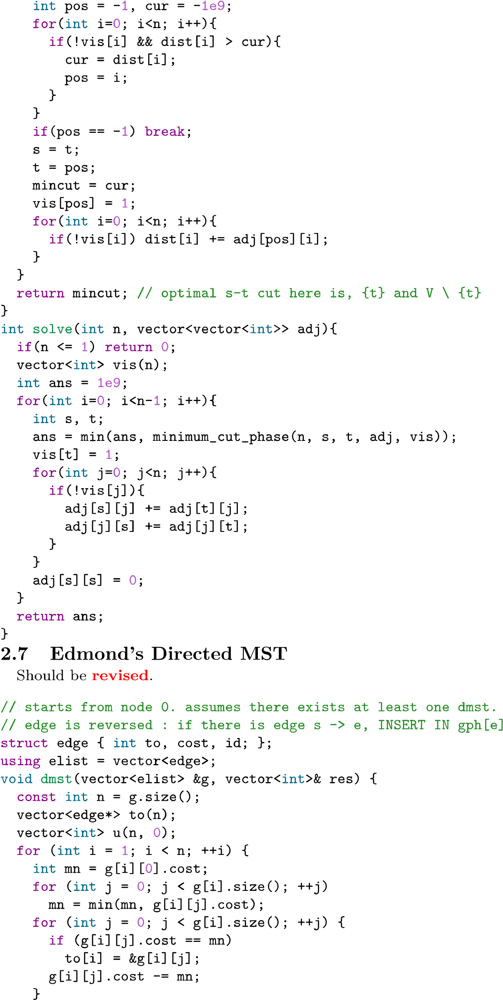 int pos = -1, cur = -1e9;
    for(int i=0; i<n; i++){
      if(!vis[i] && dist[i] > cur){
        cur = dist[i];
        pos = i;
      }
    }
    if(pos == -1) break;
    s = t;
    t = pos;
    mincut = cur;
    vis[pos] = 1;
    for(int i=0; i<n; i++){
      if(!vis[i]) dist[i] += adj[pos][i];
    }
  }
  return mincut; // optimal s-t cut here is, {t} and V \ {t}
}
int solve(int n, vector<vector<int>> adj){
  if(n <= 1) return 0;
  vector<int> vis(n);
  int ans = 1e9;
  for(int i=0; i<n-1; i++){
    int s, t;
    ans = min(ans, minimum_cut_phase(n, s, t, adj, vis));
    vis[t] = 1;
    for(int j=0; j<n; j++){
      if(!vis[j]){
        adj[s][j] += adj[t][j];
        adj[j][s] += adj[j][t];
      }
    }
    adj[s][s] = 0;
  }
  return ans;
}
2.7 Edmond's Directed MST
Should be revised.
// starts from node 0. assumes there exists at least one dmst.
// edge is reversed : if there is edge s -> e, INSERT IN gph[e]
struct edge { int to, cost, id; };
using elist = vector<edge>;
void dmst(vector<elist> &g, vector<int>& res) {
  const int n = g.size();
  vector<edge*> to(n);
  vector<int> u(n, 0);
  for (int i = 1; i < n; ++i) {
    int mn = g[i][0].cost;
    for (int j = 0; j < g[i].size(); ++j)
      mn = min(mn, g[i][j].cost);
    for (int j = 0; j < g[i].size(); ++j) {
      if (g[i][j].cost == mn)
        to[i] = &g[i][j];
      g[i][j].cost -= mn;
    }